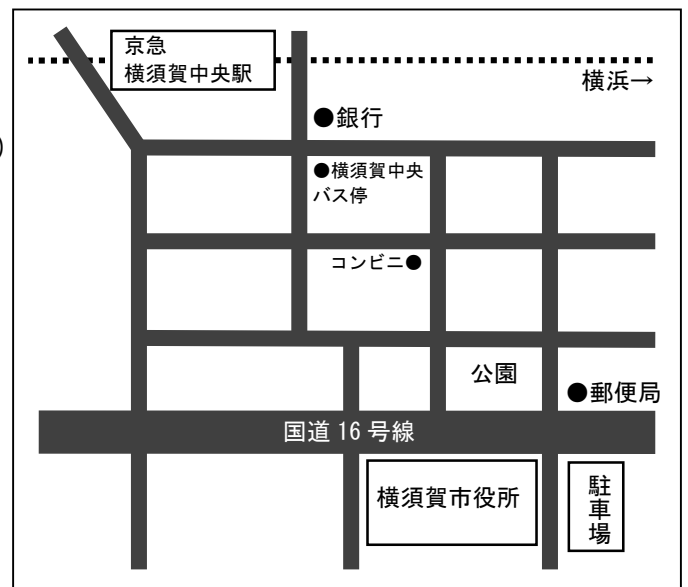 京急
横須賀中央駅
横浜→
●銀行
)
●横須賀中央
バス停
コンビニ●
公園
●郵便局
国道16号線
横須賀市役所
駐車場